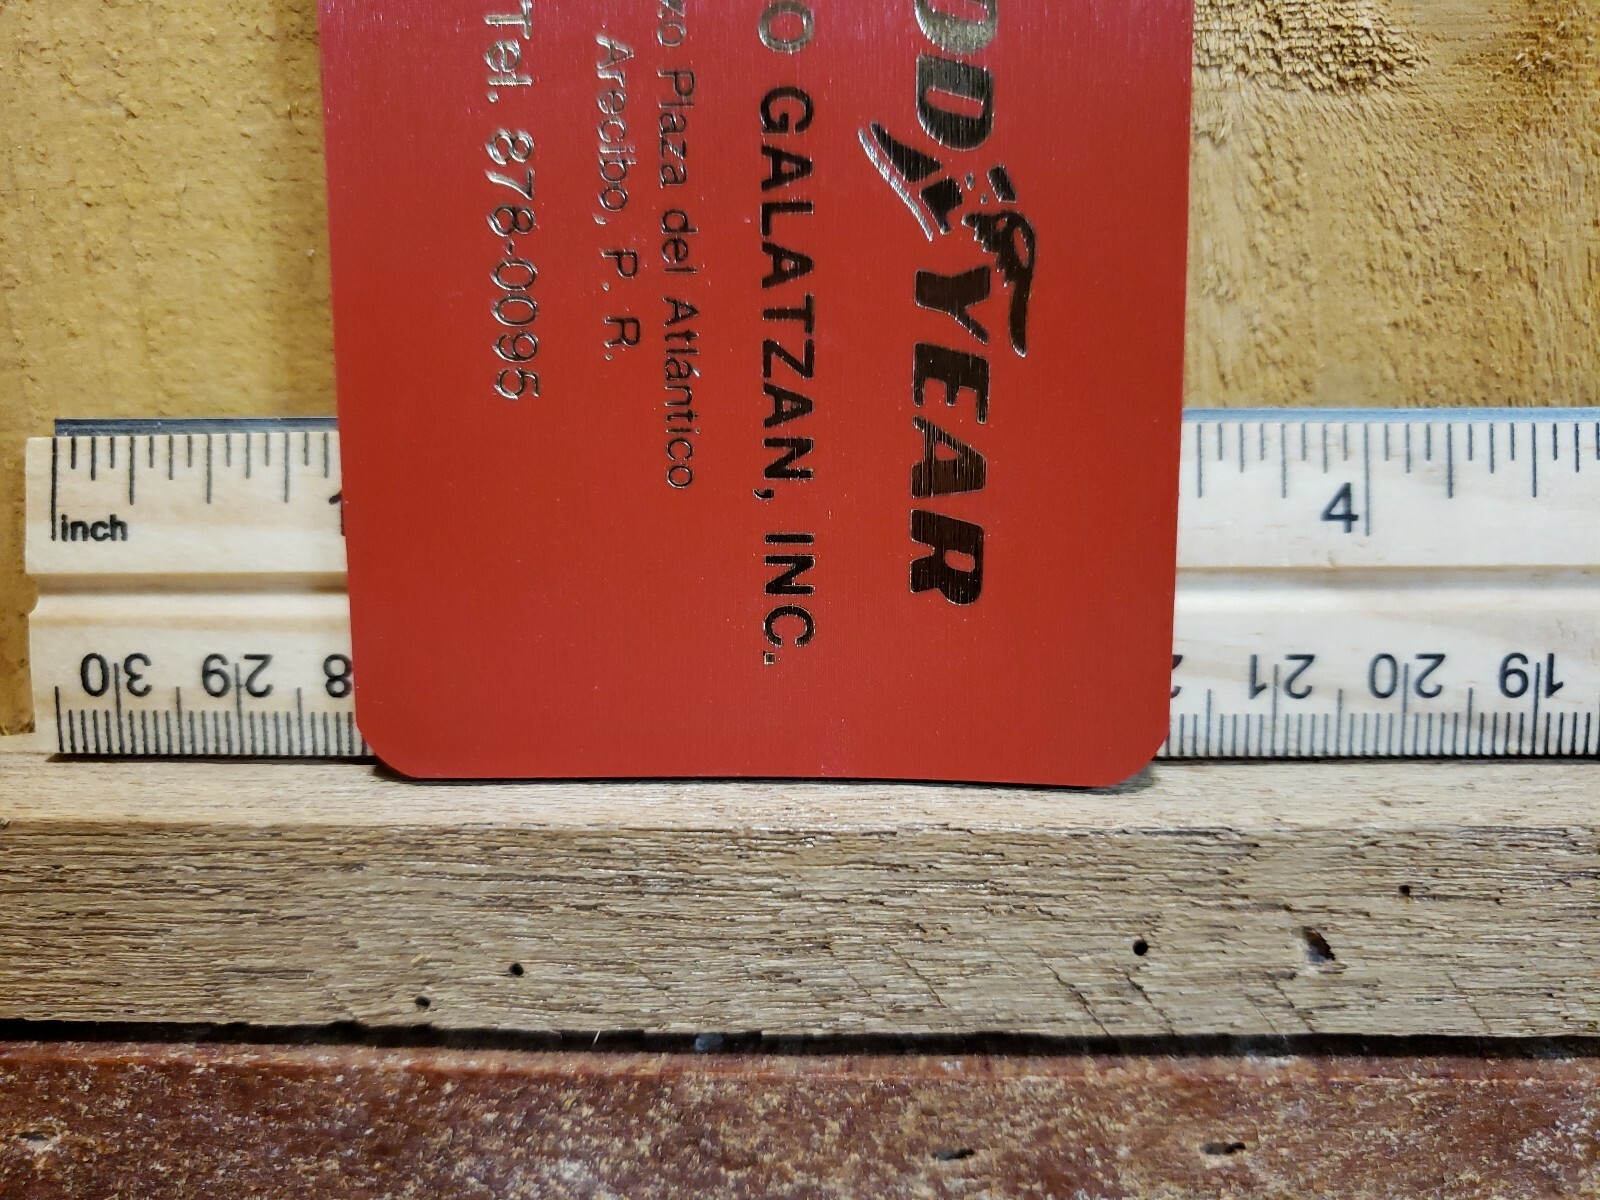 YEAR
GALATZAN, INC.
Plaza del Atlántico
Arecibo, P. R.
Tel. 878-0095
inch
4
30 29 21 20 19